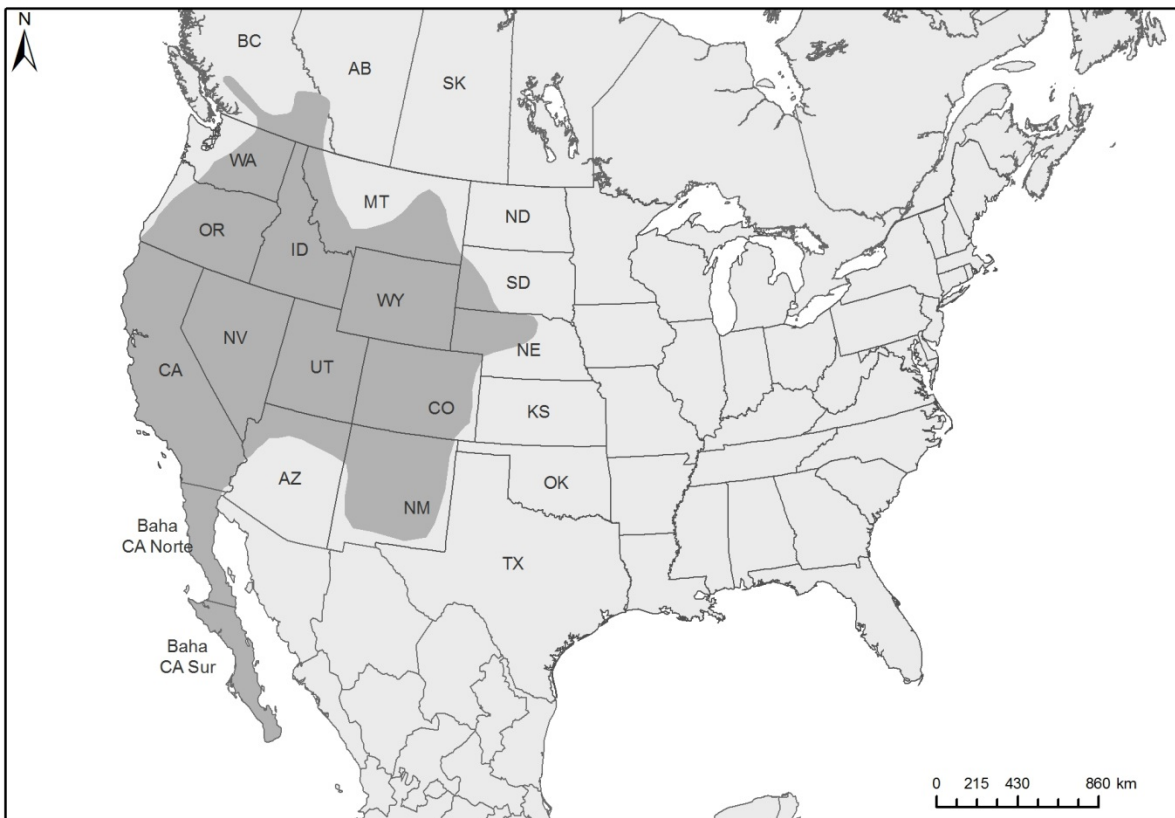 N
BC
AB
SK
WA
MT
ND
OR
ID
SD
WY
NE
NV
UT
CA
CO
KS
AZ
OK
NM
Baha
CA Norte
TX
Baha
CA Sur
0 215 430 860 km